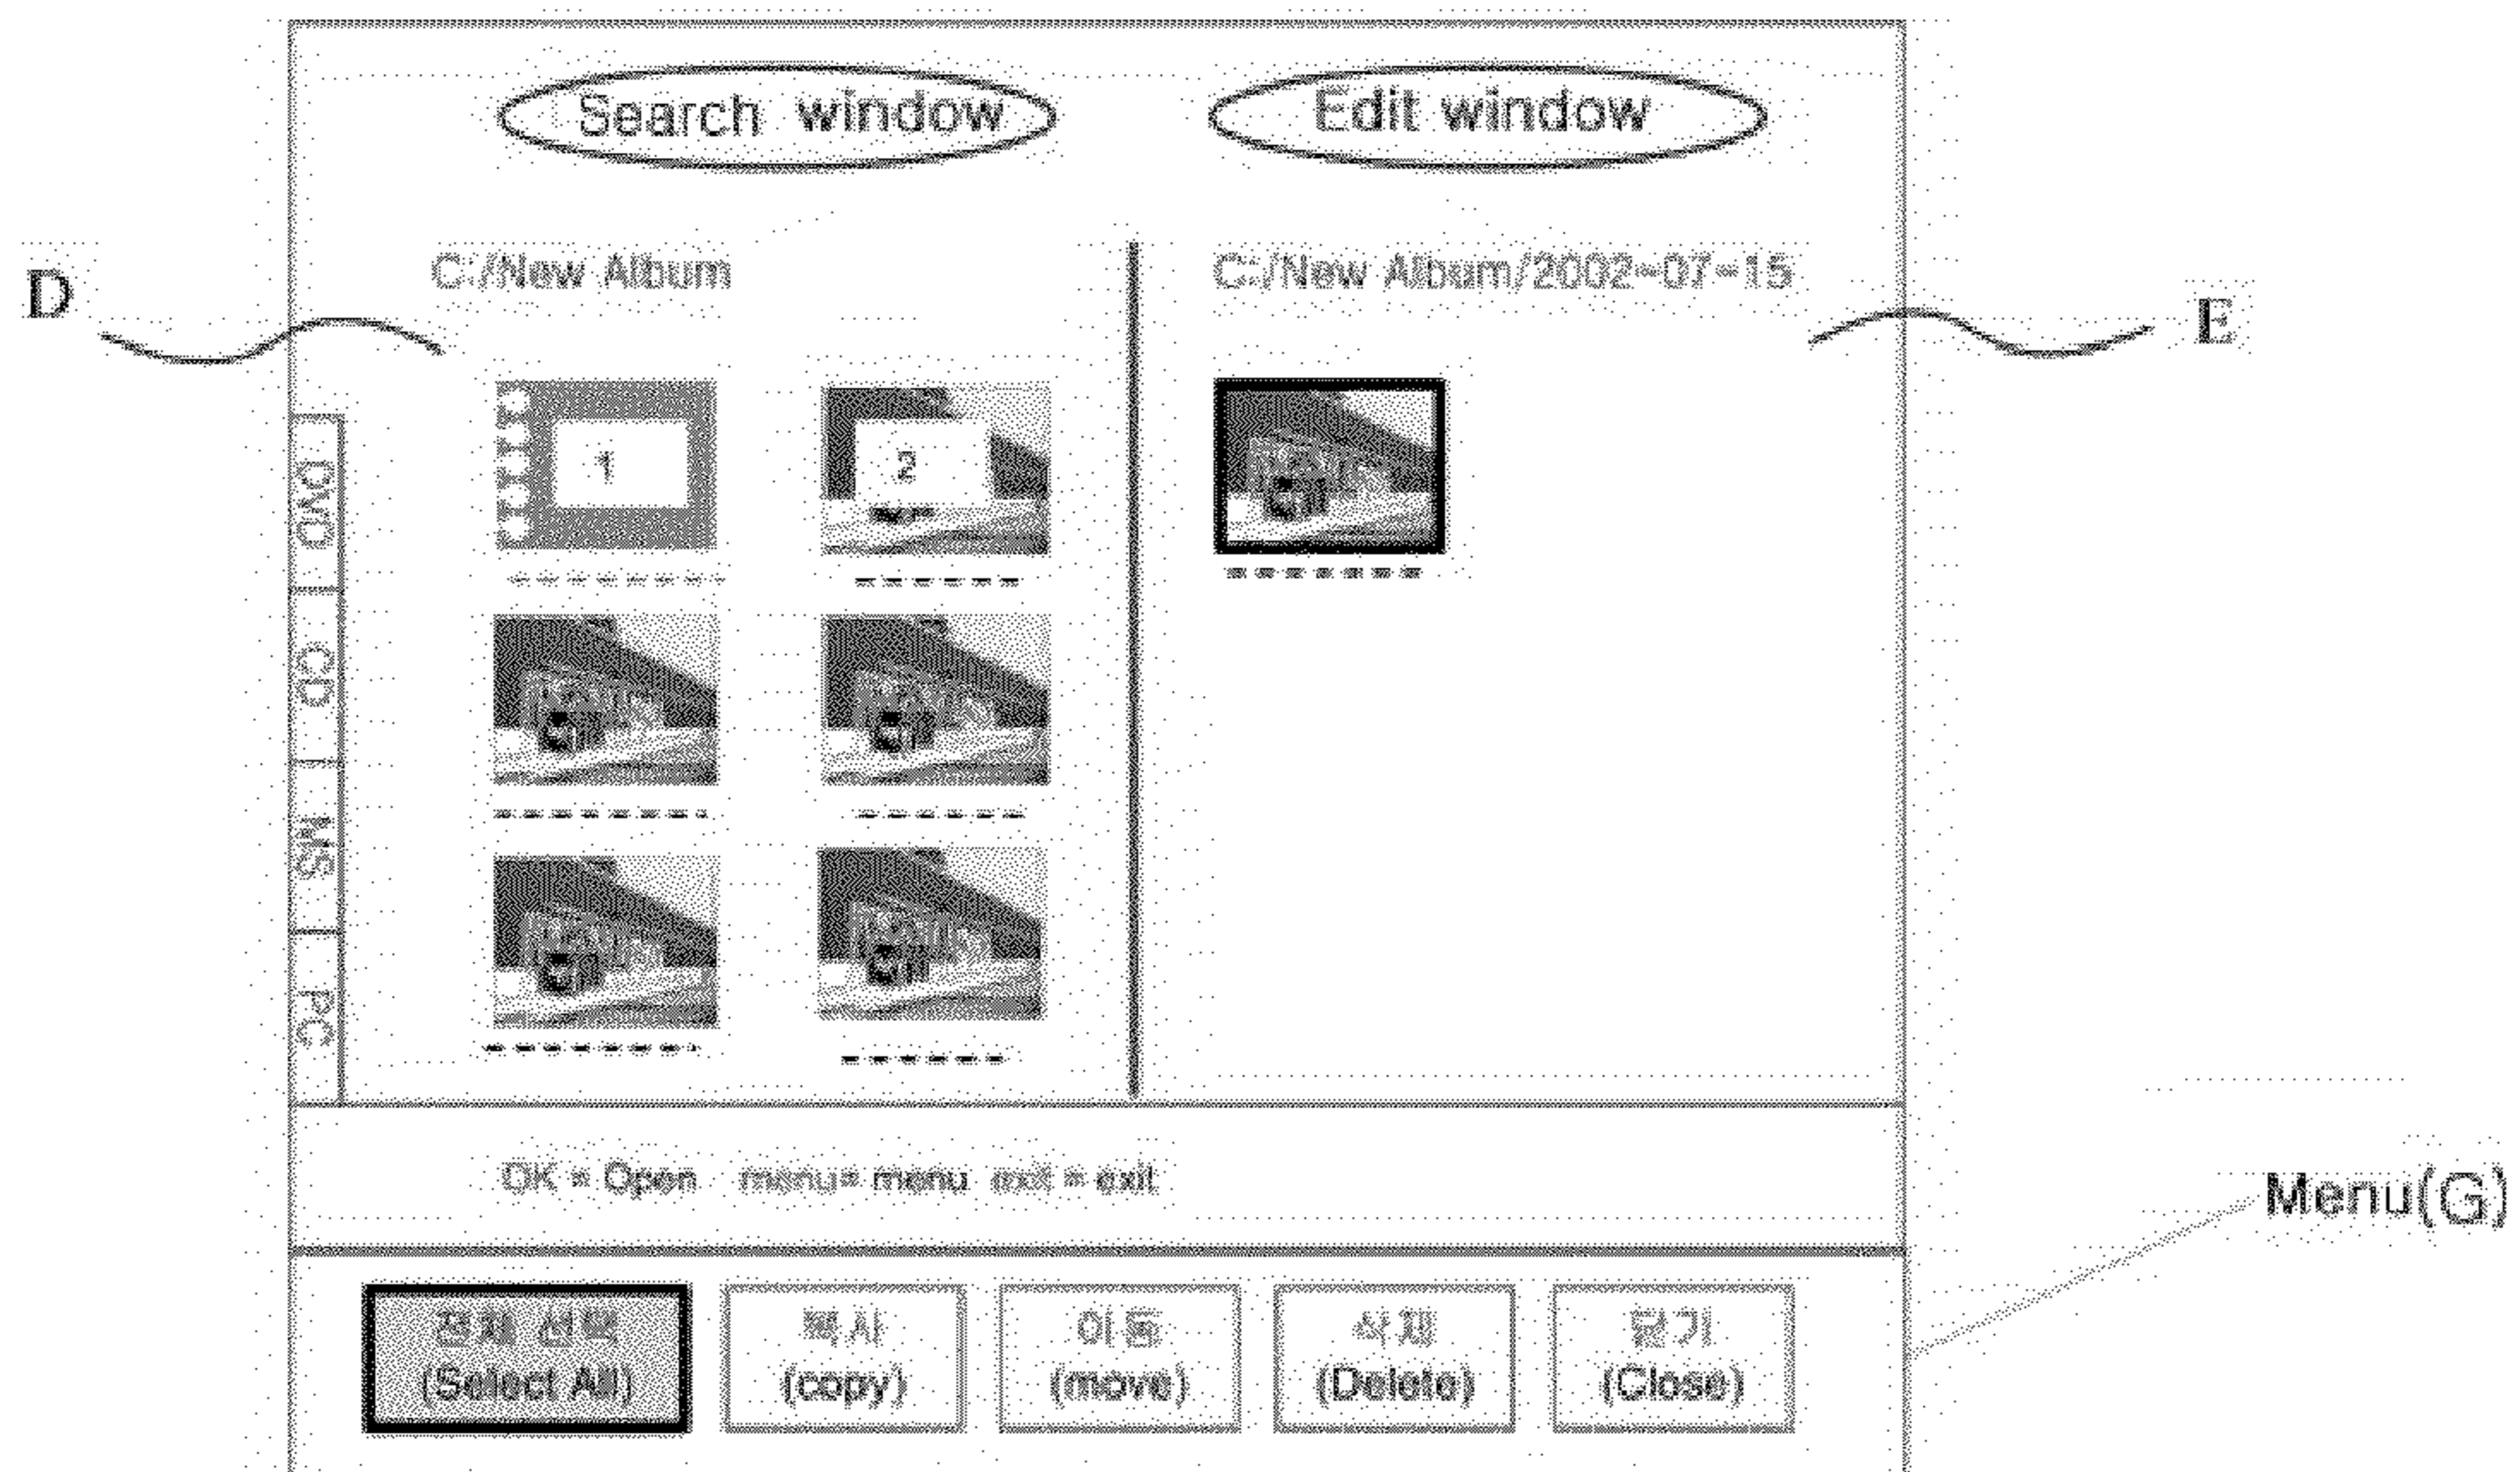 Search window
Edit window
C:/New Album
C:/New Album/2002-07-15
D
E
1
2
DVD
CD
MS
PC
OK = Open menu= menu exit = exit
Menu(G)
전체 선택
(Select All)
복사
(copy)
이동
(move)
삭제
(Delete)
닫기
(Close)